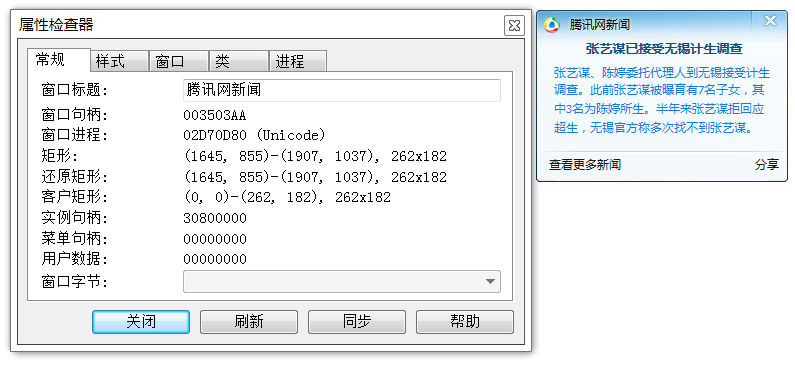 属性检查器
常规 样式 窗口 类 进程
窗口标题: 腾讯网新闻
窗口句柄: 003503AA
窗口进程: 02D70D80 (Unicode)
矩形: (1645, 855)-(1907, 1037), 262x182
还原矩形: (1645, 855)-(1907, 1037), 262x182
客户矩形: (0, 0)-(262, 182), 262x182
实例句柄: 30800000
菜单句柄: 00000000
用户数据: 00000000
窗口字节:
关闭 刷新 同步 帮助
腾讯网新闻
张艺谋已接受无锡计生调查
张艺谋、陈婷委托代理人到无锡接受计生
调查。此前张艺谋被曝育有7名子女，其
中3名为陈婷所生。半年来张艺谋拒回应
超生，无锡官方称多次找不到张艺谋。
查看更多新闻 分享